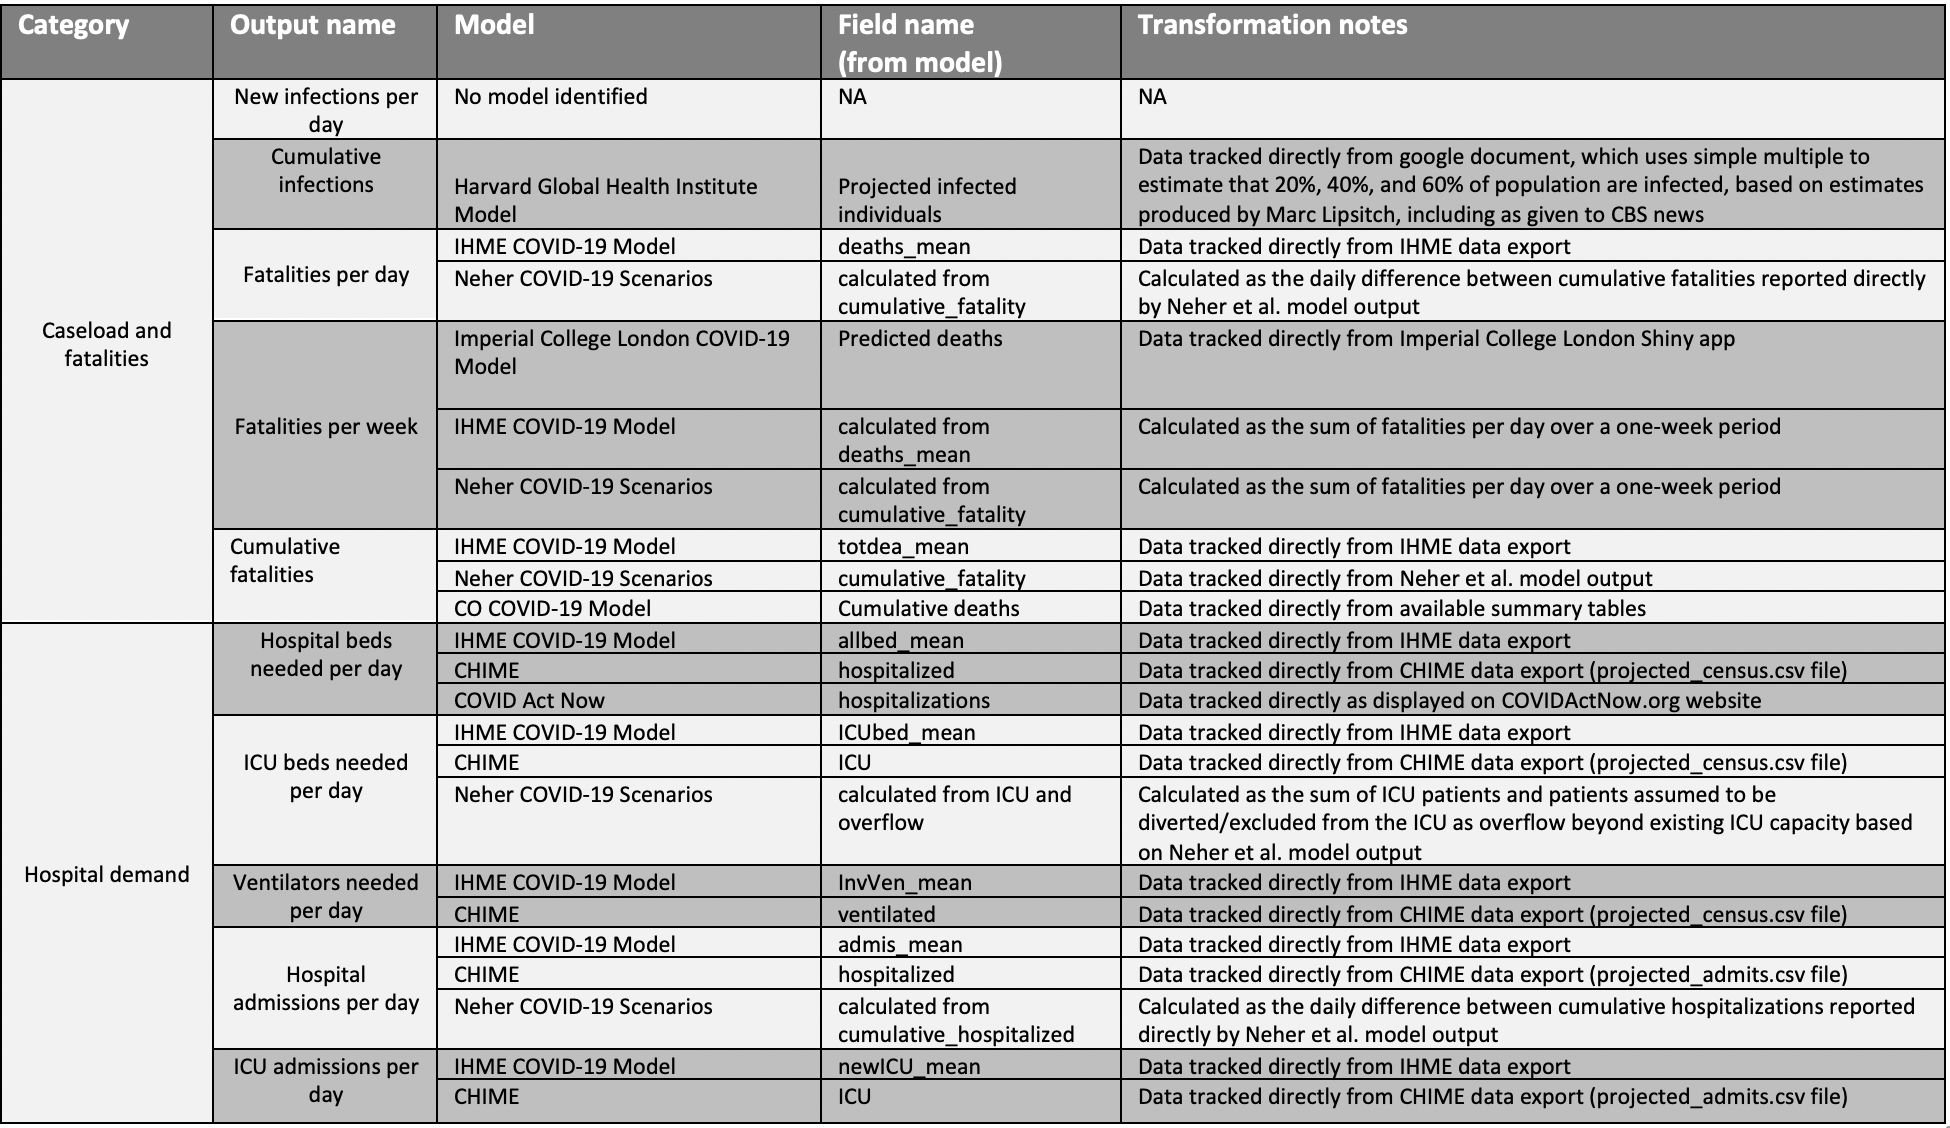 Category
Output name
Model
Field name
(from model)
Transformation notes
Caseload and
fatalities
New infections per
day
No model identified
NA
NA
Cumulative
infections
Harvard Global Health Institute
Model
Projected infected
individuals
Data tracked directly from google document, which uses simple multiple to
estimate that 20%, 40%, and 60% of population are infected, based on estimates
produced by Marc Lipsitch, including as given to CBS news
Fatalities per day
IHME COVID-19 Model
deaths_mean
Data tracked directly from IHME data export
Neher COVID-19 Scenarios
calculated from
cumulative_fatality
Calculated as the daily difference between cumulative fatalities reported directly
by Neher et al. model output
Fatalities per week
Imperial College London COVID-19
Model
Predicted deaths
Data tracked directly from Imperial College London Shiny app
IHME COVID-19 Model
calculated from
deaths_mean
Calculated as the sum of fatalities per day over a one-week period
Neher COVID-19 Scenarios
calculated from
cumulative_fatality
Calculated as the sum of fatalities per day over a one-week period
Cumulative
fatalities
IHME COVID-19 Model
totdea_mean
Data tracked directly from IHME data export
Neher COVID-19 Scenarios
cumulative_fatality
Data tracked directly from Neher et al. model output
CO COVID-19 Model
Cumulative deaths
Data tracked directly from available summary tables
Hospital demand
Hospital beds
needed per day
IHME COVID-19 Model
allbed_mean
Data tracked directly from IHME data export
CHIME
hospitalized
Data tracked directly from CHIME data export (projected_census.csv file)
COVID Act Now
hospitalizations
Data tracked directly as displayed on COVIDActNow.org website
ICU beds needed
per day
IHME COVID-19 Model
ICUbed_mean
Data tracked directly from IHME data export
CHIME
ICU
Data tracked directly from CHIME data export (projected_census.csv file)
Neher COVID-19 Scenarios
calculated from ICU and
overflow
Calculated as the sum of ICU patients and patients assumed to be
diverted/excluded from the ICU as overflow beyond existing ICU capacity based
on Neher et al. model output
Ventilators needed
per day
IHME COVID-19 Model
InvVen_mean
Data tracked directly from IHME data export
CHIME
ventilated
Data tracked directly from CHIME data export (projected_census.csv file)
Hospital
admissions per day
IHME COVID-19 Model
admis_mean
Data tracked directly from IHME data export
CHIME
hospitalized
Data tracked directly from CHIME data export (projected_admits.csv file)
Neher COVID-19 Scenarios
calculated from
cumulative_hospitalized
Calculated as the daily difference between cumulative hospitalizations reported
directly by Neher et al. model output
ICU admissions per
day
IHME COVID-19 Model
newICU_mean
Data tracked directly from IHME data export
CHIME
ICU
Data tracked directly from CHIME data export (projected_admits.csv file)